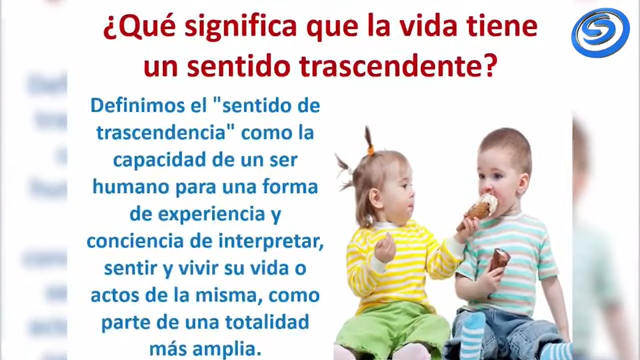 ¿Qué significa que la vida tiene
un sentido trascendente?
Definimos el "sentido de
trascendencia" como la
capacidad de un ser
humano para una forma
de experiencia y
conciencia de interpretar,
sentir y vivir su vida o
actos de la misma, como
parte de una totalidad
más amplia.